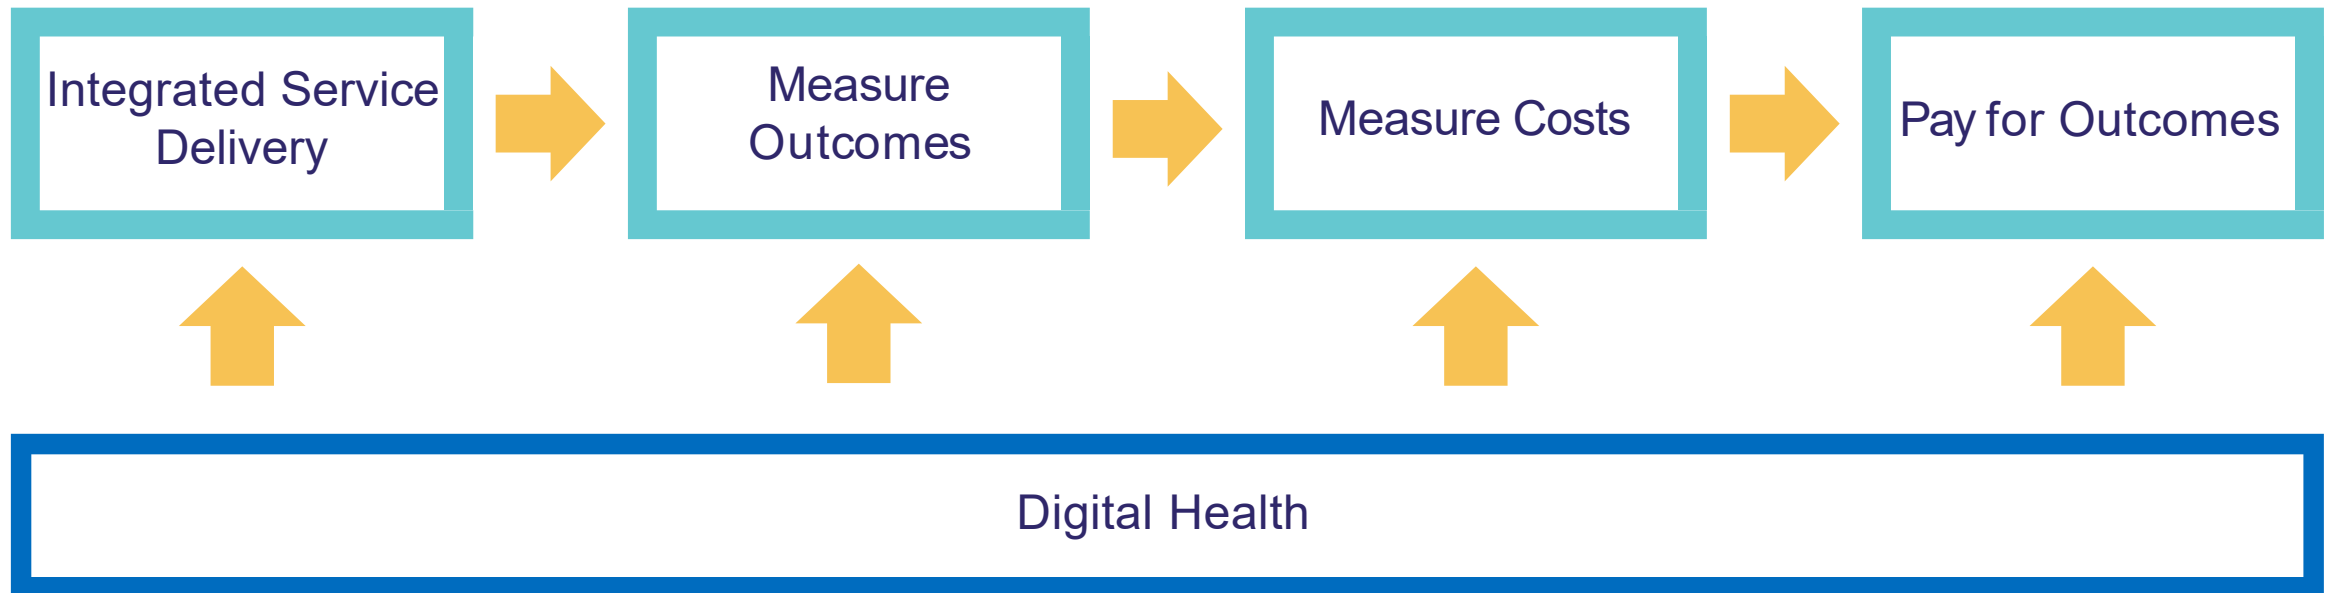 Integrated Service
Delivery
Measure
Outcomes
Measure Costs
Pay for Outcomes
Digital Health